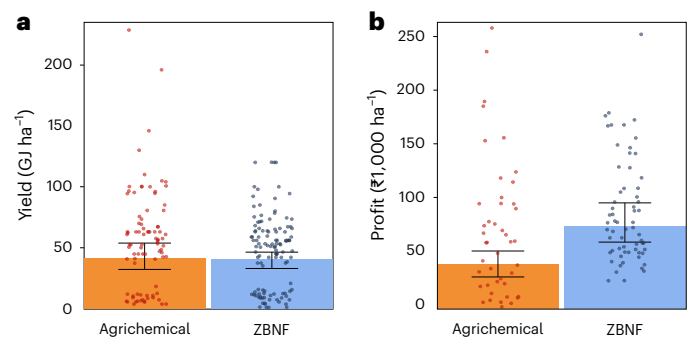 a
Yield (GJ ha⁻¹)
200
150
100
50
0
Agrichemical
ZBNF
b
Profit (₹1,000 ha⁻¹)
250
200
150
100
50
0
Agrichemical
ZBNF